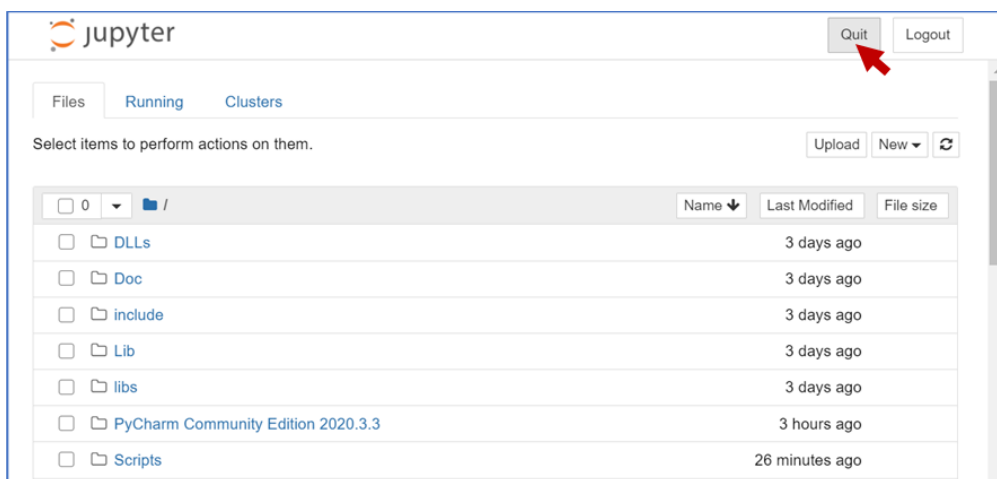 jupyter Quit Logout
Files Running Clusters
Select items to perform actions on them. Upload New
0 / Name Last Modified File size
DLLs 3 days ago
Doc 3 days ago
include 3 days ago
Lib 3 days ago
libs 3 days ago
PyCharm Community Edition 2020.3.3 3 hours ago
Scripts 26 minutes ago